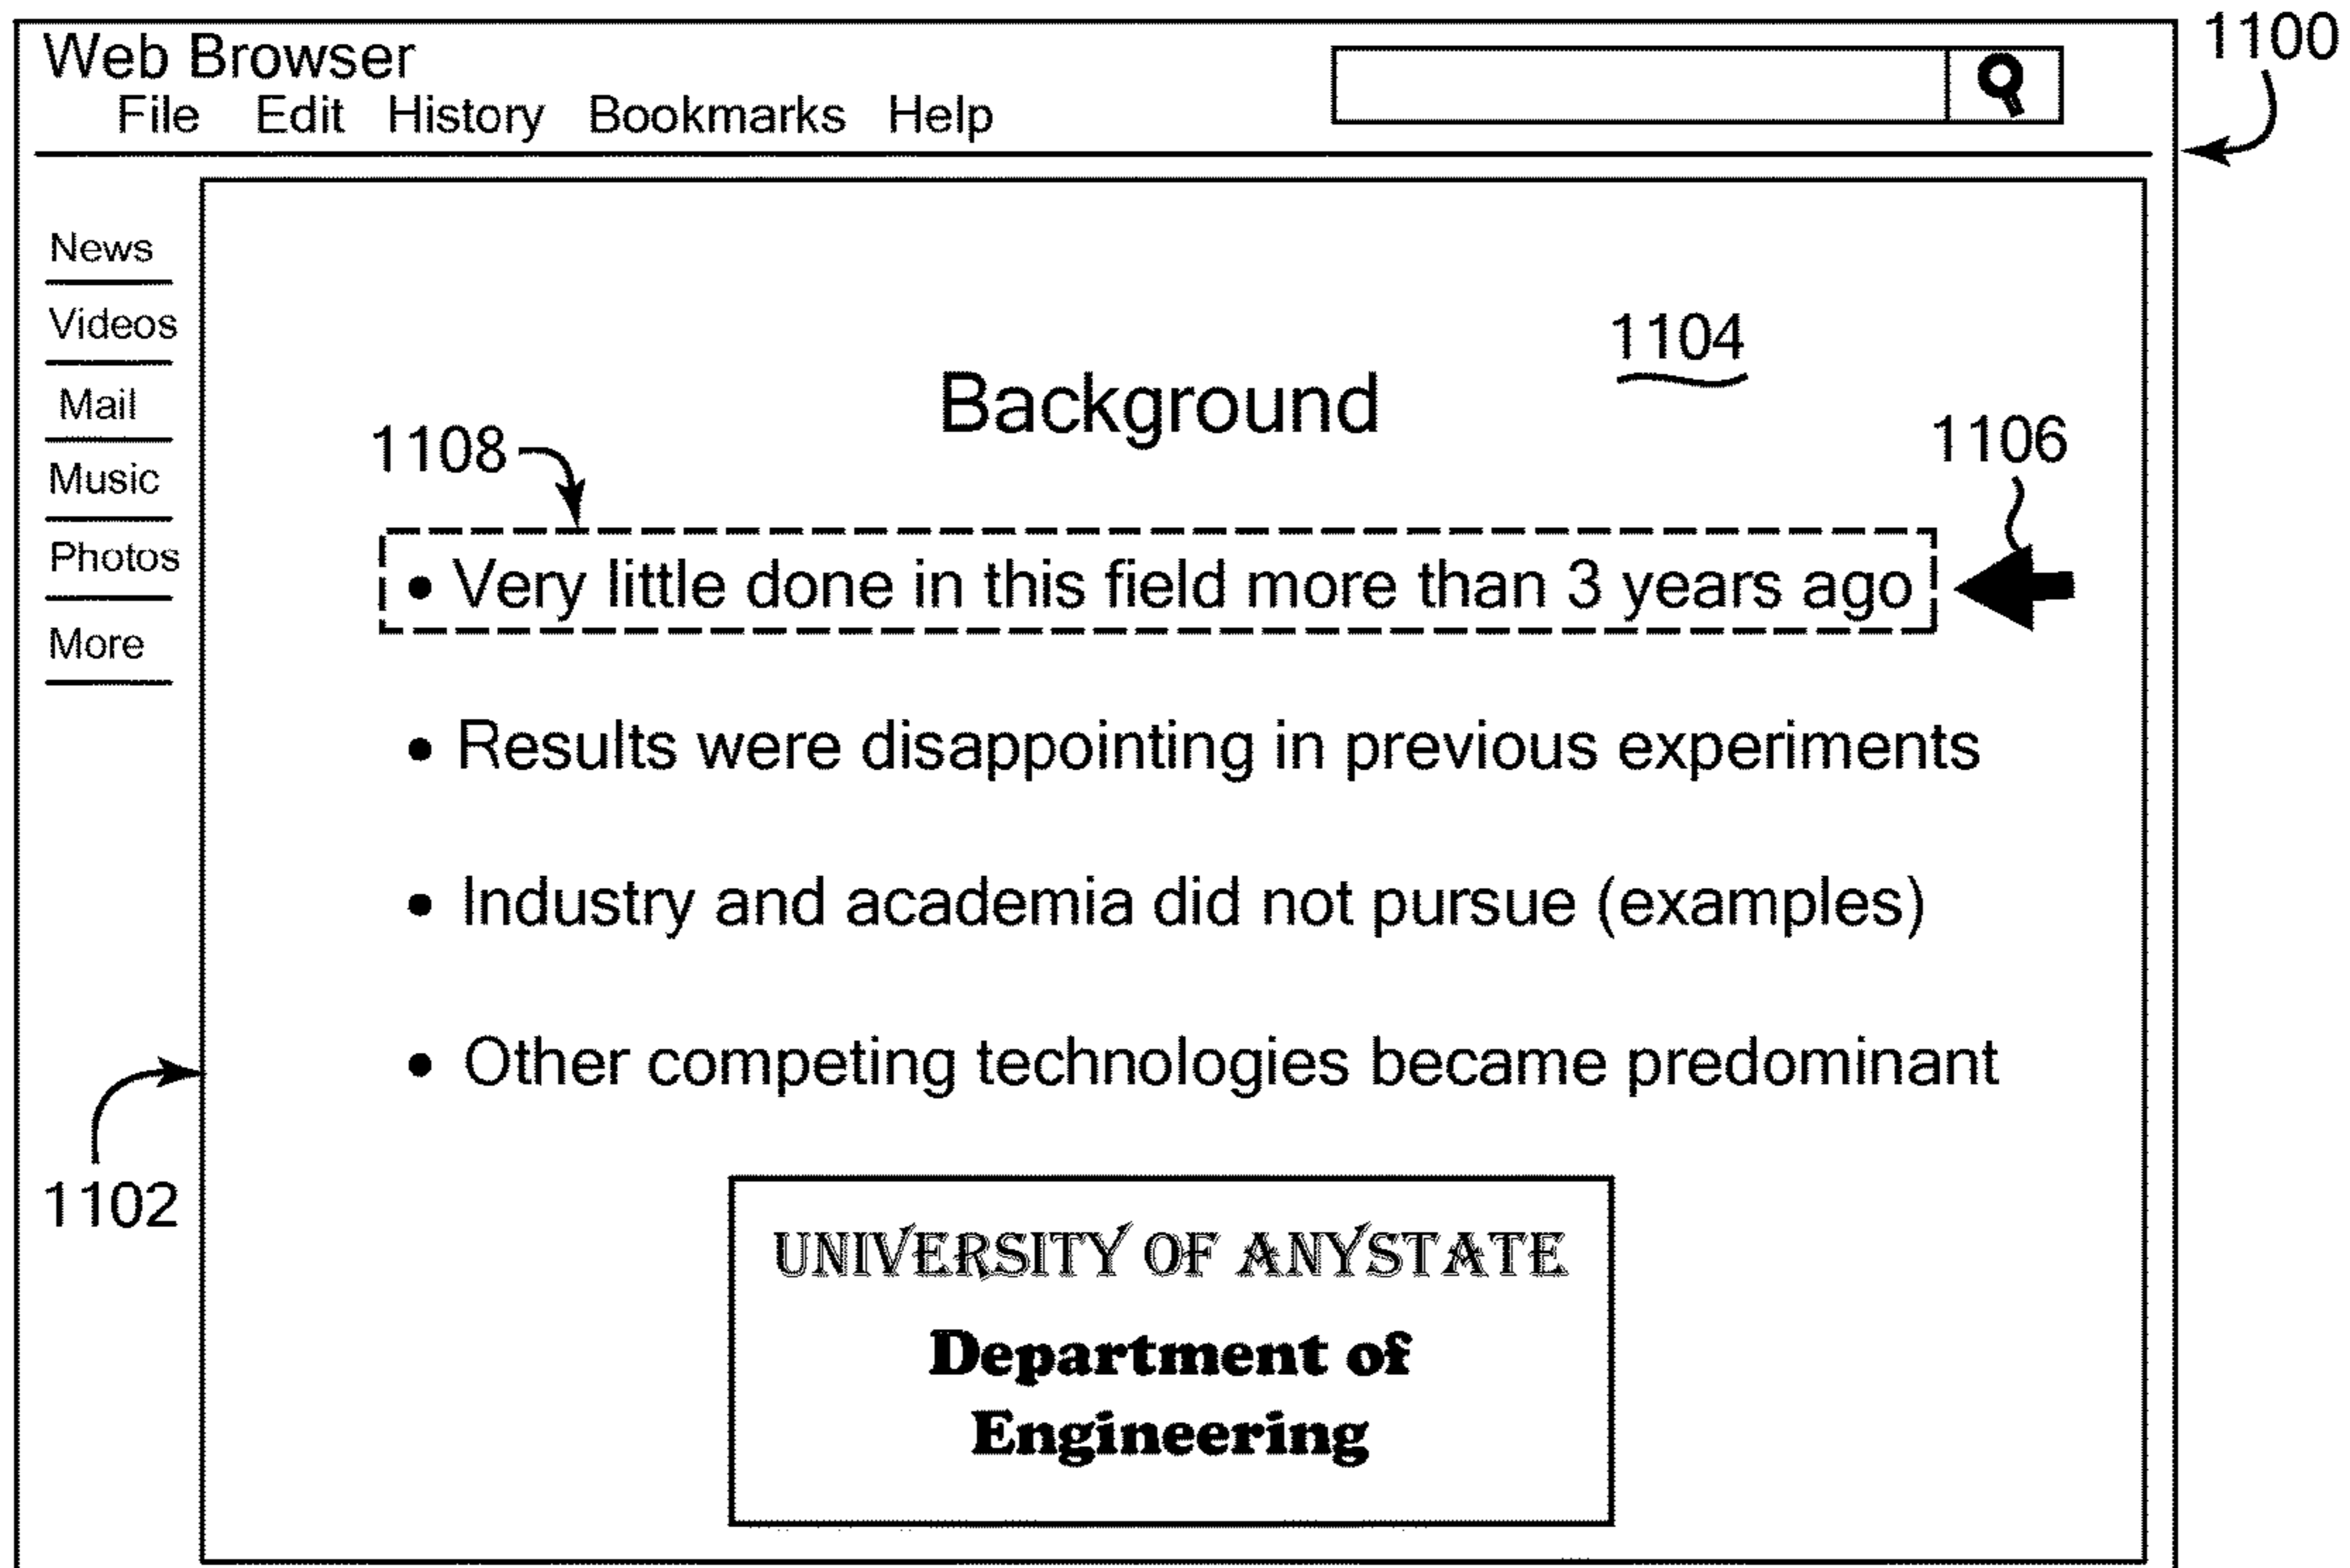 Web Browser
File Edit History Bookmarks Help
1100
News
Videos
Mail
Music
Photos
More
1104
Background
1108
1106
• Very little done in this field more than 3 years ago
• Results were disappointing in previous experiments
• Industry and academia did not pursue (examples)
• Other competing technologies became predominant
1102
UNIVERSITY OF ANYSTATE
Department of
Engineering